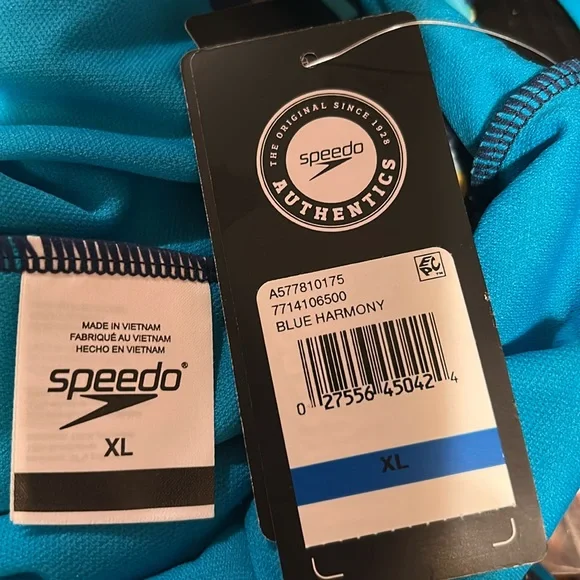 THE ORIGINAL SINCE 1928
speedo
AUTHENTICS
A577810175
7714106500
BLUE HARMONY
EPC™
0 27556 45042 4
XL
MADE IN VIETNAM
FABRIQUÉ AU VIETNAM
HECHO EN VIETNAM
speedo®
XL